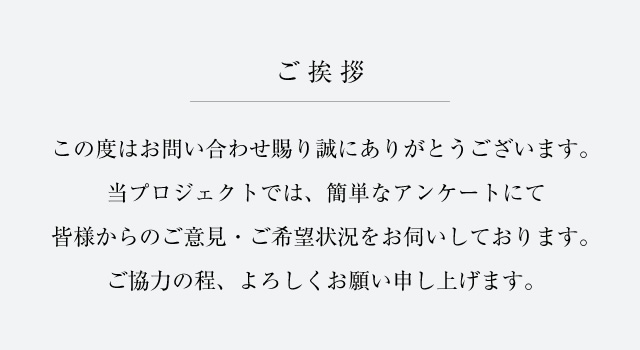 ご挨拶
この度はお問い合わせ賜り誠にありがとうございます。
当プロジェクトでは、簡単なアンケートにて
皆様からのご意見・ご希望状況をお伺いしております。
ご協力の程、よろしくお願い申し上げます。